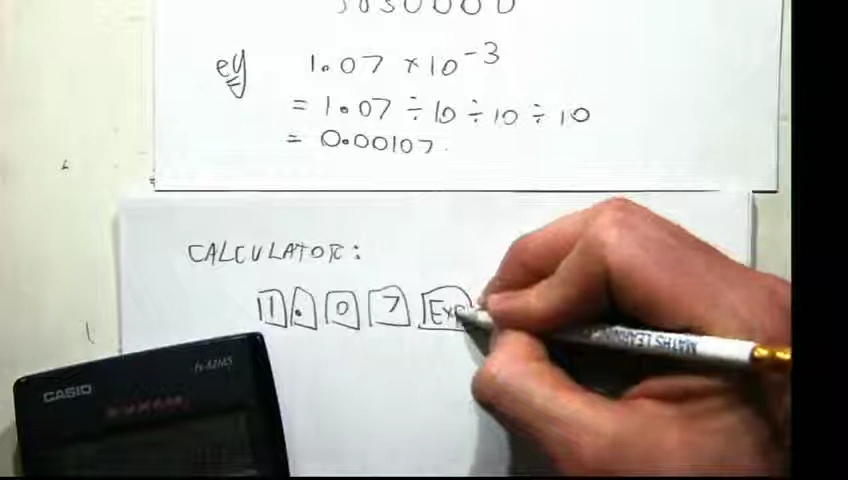 eg 1.07 × 10⁻³
= 1.07 ÷ 10 ÷ 10 ÷ 10
= 0.00107.
CALCULATOR:
1 . 0 7 Exp
CASIO